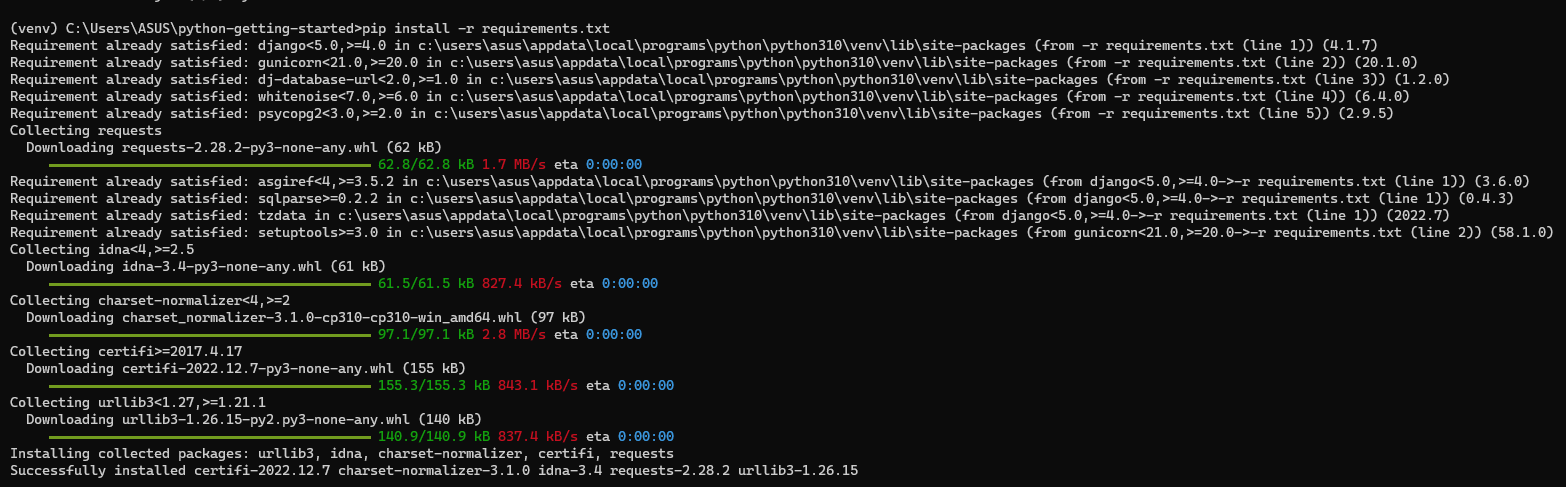 (venv) C:\Users\ASUS\python-getting-started>pip install -r requirements.txt
Requirement already satisfied: django<5.0,>=4.0 in c:\users\asus\appdata\local\programs\python\python310\venv\lib\site-packages (from -r requirements.txt (line 1)) (4.1.7)
Requirement already satisfied: gunicorn<21.0,>=20.0 in c:\users\asus\appdata\local\programs\python\python310\venv\lib\site-packages (from -r requirements.txt (line 2)) (20.1.0)
Requirement already satisfied: dj-database-url<2.0,>=1.0 in c:\users\asus\appdata\local\programs\python\python310\venv\lib\site-packages (from -r requirements.txt (line 3)) (1.2.0)
Requirement already satisfied: whitenoise<7.0,>=6.0 in c:\users\asus\appdata\local\programs\python\python310\venv\lib\site-packages (from -r requirements.txt (line 4)) (6.4.0)
Requirement already satisfied: psycopg2<3.0,>=2.0 in c:\users\asus\appdata\local\programs\python\python310\venv\lib\site-packages (from -r requirements.txt (line 5)) (2.9.5)
Collecting requests
Downloading requests-2.28.2-py3-none-any.whl (62 kB)
62.8/62.8 kB 1.7 MB/s eta 0:00:00
Requirement already satisfied: asgiref<4,>=3.5.2 in c:\users\asus\appdata\local\programs\python\python310\venv\lib\site-packages (from django<5.0,>=4.0->-r requirements.txt (line 1)) (3.6.0)
Requirement already satisfied: sqlparse>=0.2.2 in c:\users\asus\appdata\local\programs\python\python310\venv\lib\site-packages (from django<5.0,>=4.0->-r requirements.txt (line 1)) (0.4.3)
Requirement already satisfied: tzdata in c:\users\asus\appdata\local\programs\python\python310\venv\lib\site-packages (from django<5.0,>=4.0->-r requirements.txt (line 1)) (2022.7)
Requirement already satisfied: setuptools>=3.0 in c:\users\asus\appdata\local\programs\python\python310\venv\lib\site-packages (from gunicorn<21.0,>=20.0->-r requirements.txt (line 2)) (58.1.0)
Collecting idna<4,>=2.5
Downloading idna-3.4-py3-none-any.whl (61 kB)
61.5/61.5 kB 827.4 kB/s eta 0:00:00
Collecting charset-normalizer<4,>=2
Downloading charset_normalizer-3.1.0-cp310-cp310-win_amd64.whl (97 kB)
97.1/97.1 kB 2.8 MB/s eta 0:00:00
Collecting certifi>=2017.4.17
Downloading certifi-2022.12.7-py3-none-any.whl (155 kB)
155.3/155.3 kB 843.1 kB/s eta 0:00:00
Collecting urllib3<1.27,>=1.21.1
Downloading urllib3-1.26.15-py2.py3-none-any.whl (140 kB)
140.9/140.9 kB 837.4 kB/s eta 0:00:00
Installing collected packages: urllib3, idna, charset-normalizer, certifi, requests
Successfully installed certifi-2022.12.7 charset-normalizer-3.1.0 idna-3.4 requests-2.28.2 urllib3-1.26.15